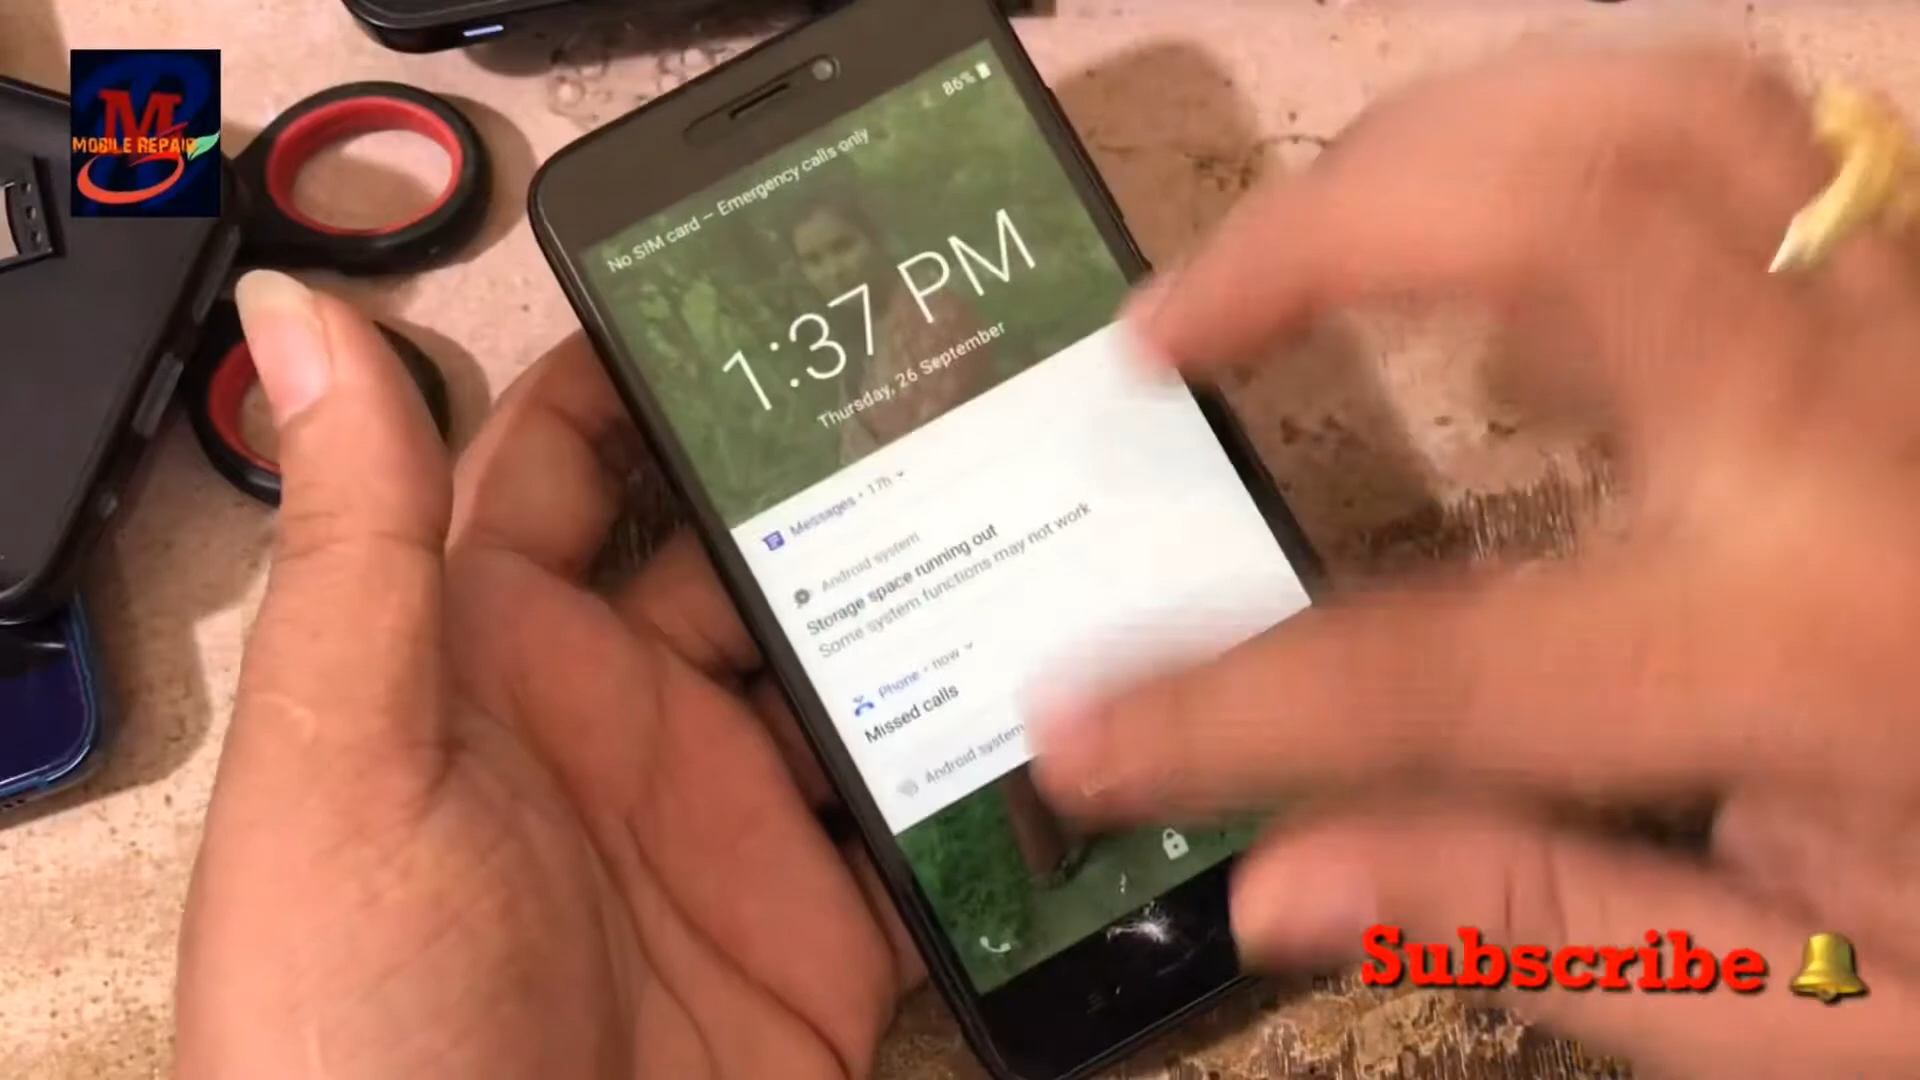 M
MOBILE REPAIR
86%
No SIM card – Emergency calls only
1:37 PM
Thursday, 26 September
Messages • 17h
Android system
Storage space running out
Some system functions may not work
Phone • now
Missed calls
Android system
Subscribe